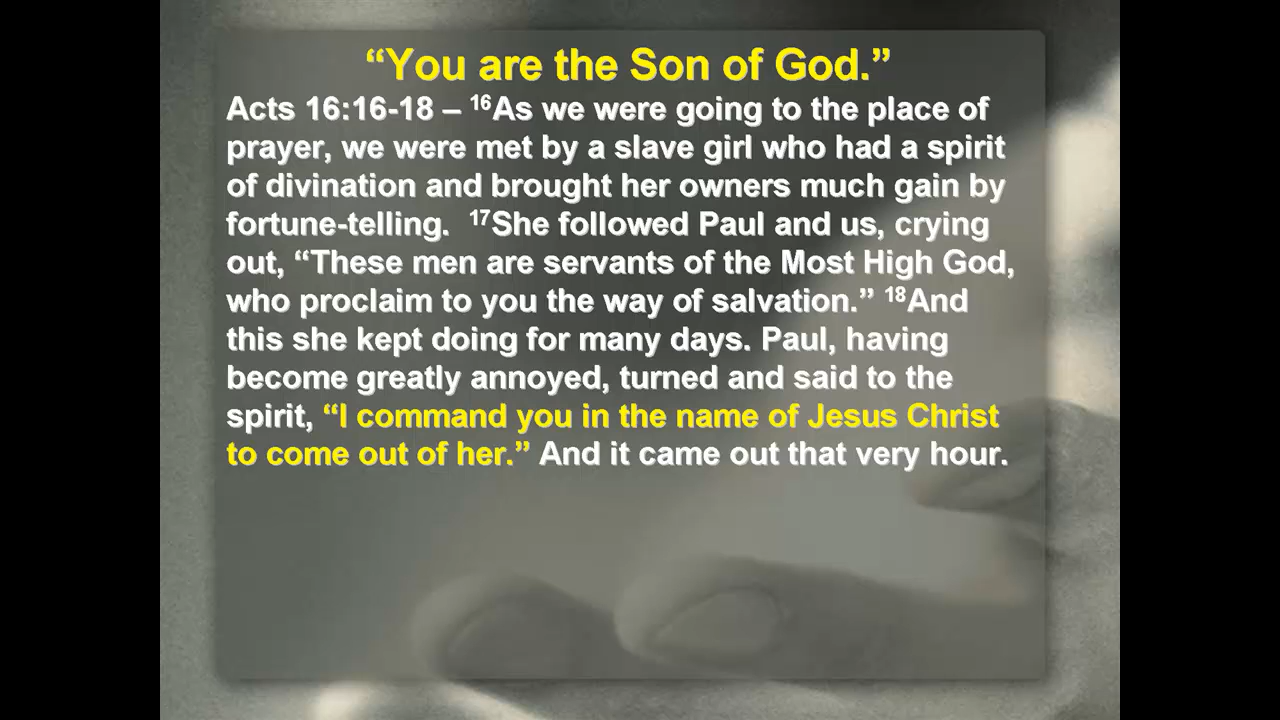 “You are the Son of God.”
Acts 16:16-18 – 16As we were going to the place of
prayer, we were met by a slave girl who had a spirit
of divination and brought her owners much gain by
fortune-telling.  17She followed Paul and us, crying
out, “These men are servants of the Most High God,
who proclaim to you the way of salvation.” 18And
this she kept doing for many days. Paul, having
become greatly annoyed, turned and said to the
spirit, “I command you in the name of Jesus Christ
to come out of her.” And it came out that very hour.